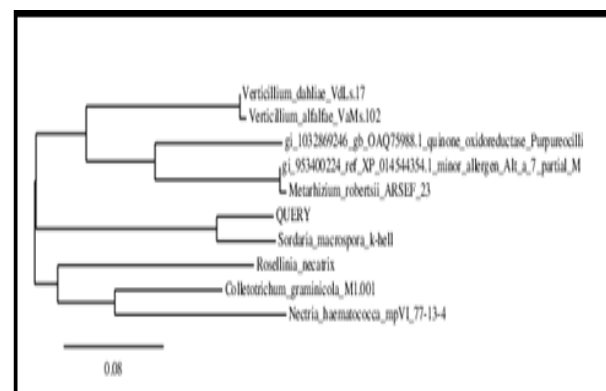 Verticillium_dahliae_VdLs.17
Verticillium_alfalfae_VaMs.102
gi_1032869246_gb_OAQ75988.1_quinone_oxidoreductase_Purpureocilli
gi_953400224_ref_XP_014544354.1_minor_allergen_Alt_a_7_partial_M
Metarhizium_robertsii_ARSEF_23
QUERY
Sordaria_macrospora_k-hell
Rosellinia_necatrix
Colletotrichum_graminicola_M1.001
Nectria_haematococca_mpVI_77-13-4
0.08